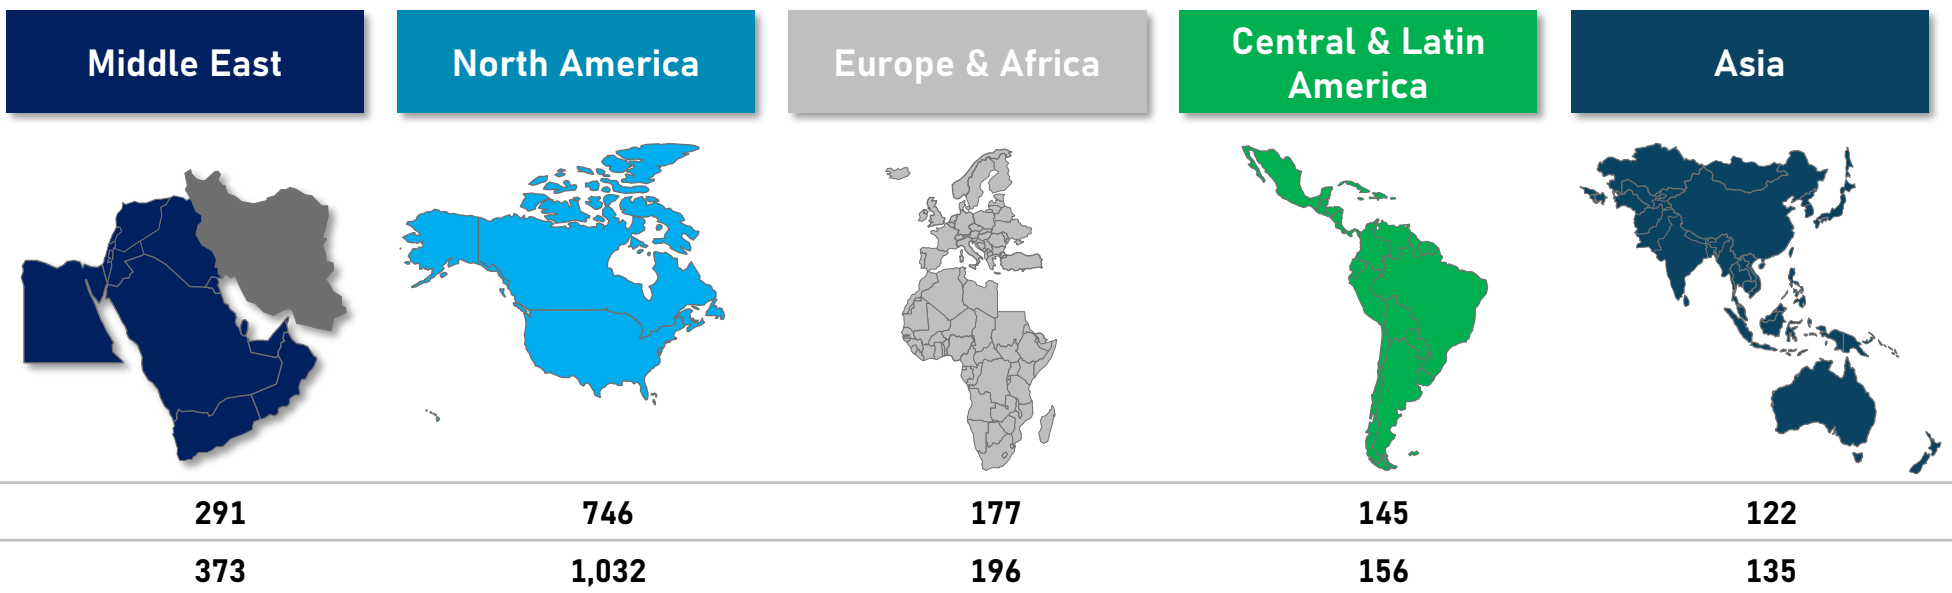 Middle East
North America
Europe & Africa
Central & Latin
America
Asia
291 746 177 145 122
373 1,032 196 156 135